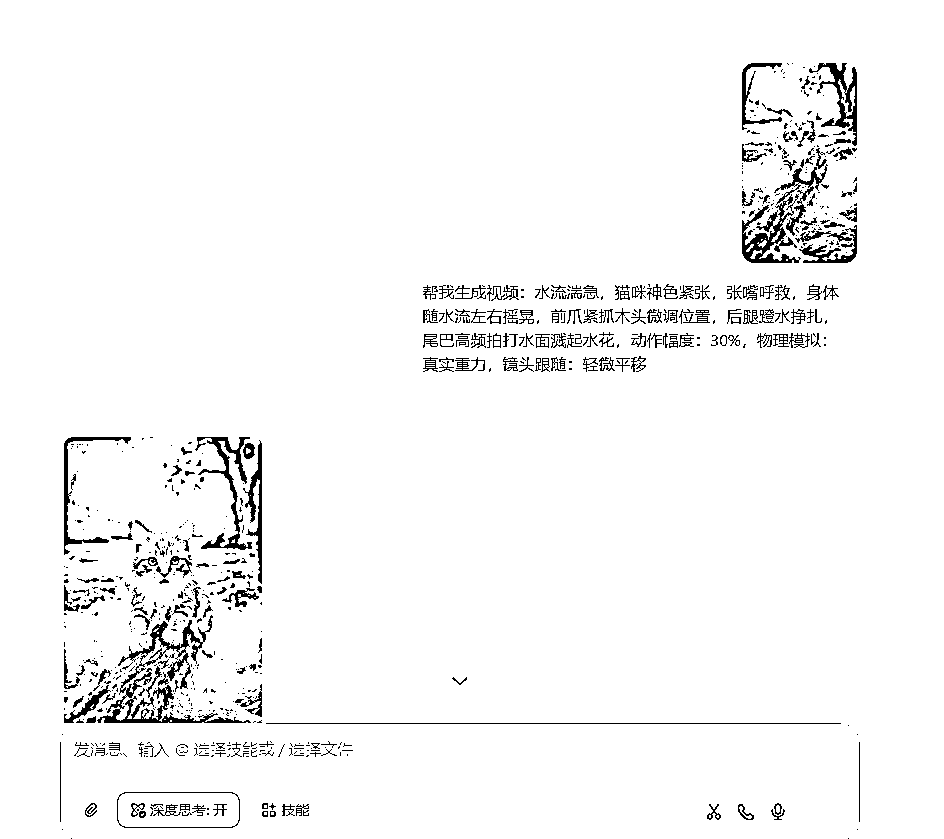 帮我生成视频：水流湍急，猫咪神色紧张，张嘴呼救，身体
随水流左右摇晃，前爪紧抓木头微调位置，后腿蹬水挣扎，
尾巴高频拍打水面溅起水花，动作幅度：30%，物理模拟：
真实重力，镜头跟随：轻微平移
发消息、输入 @ 选择技能或 / 选择文件
深度思考: 开
技能